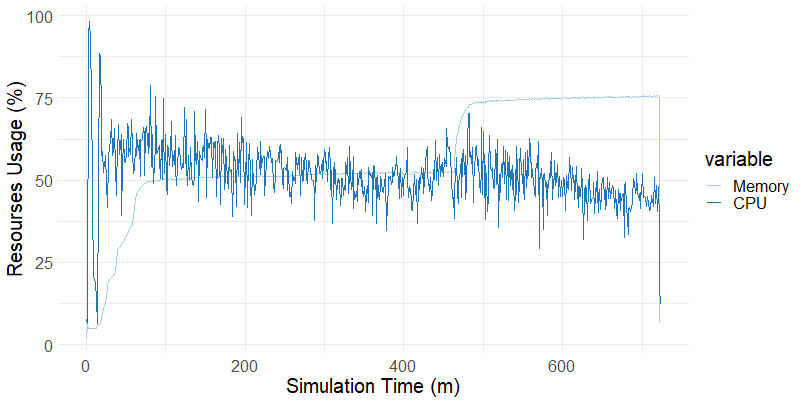 100
75
50
25
0
Resourses Usage (%)
0
200
400
600
Simulation Time (m)
variable
Memory
CPU